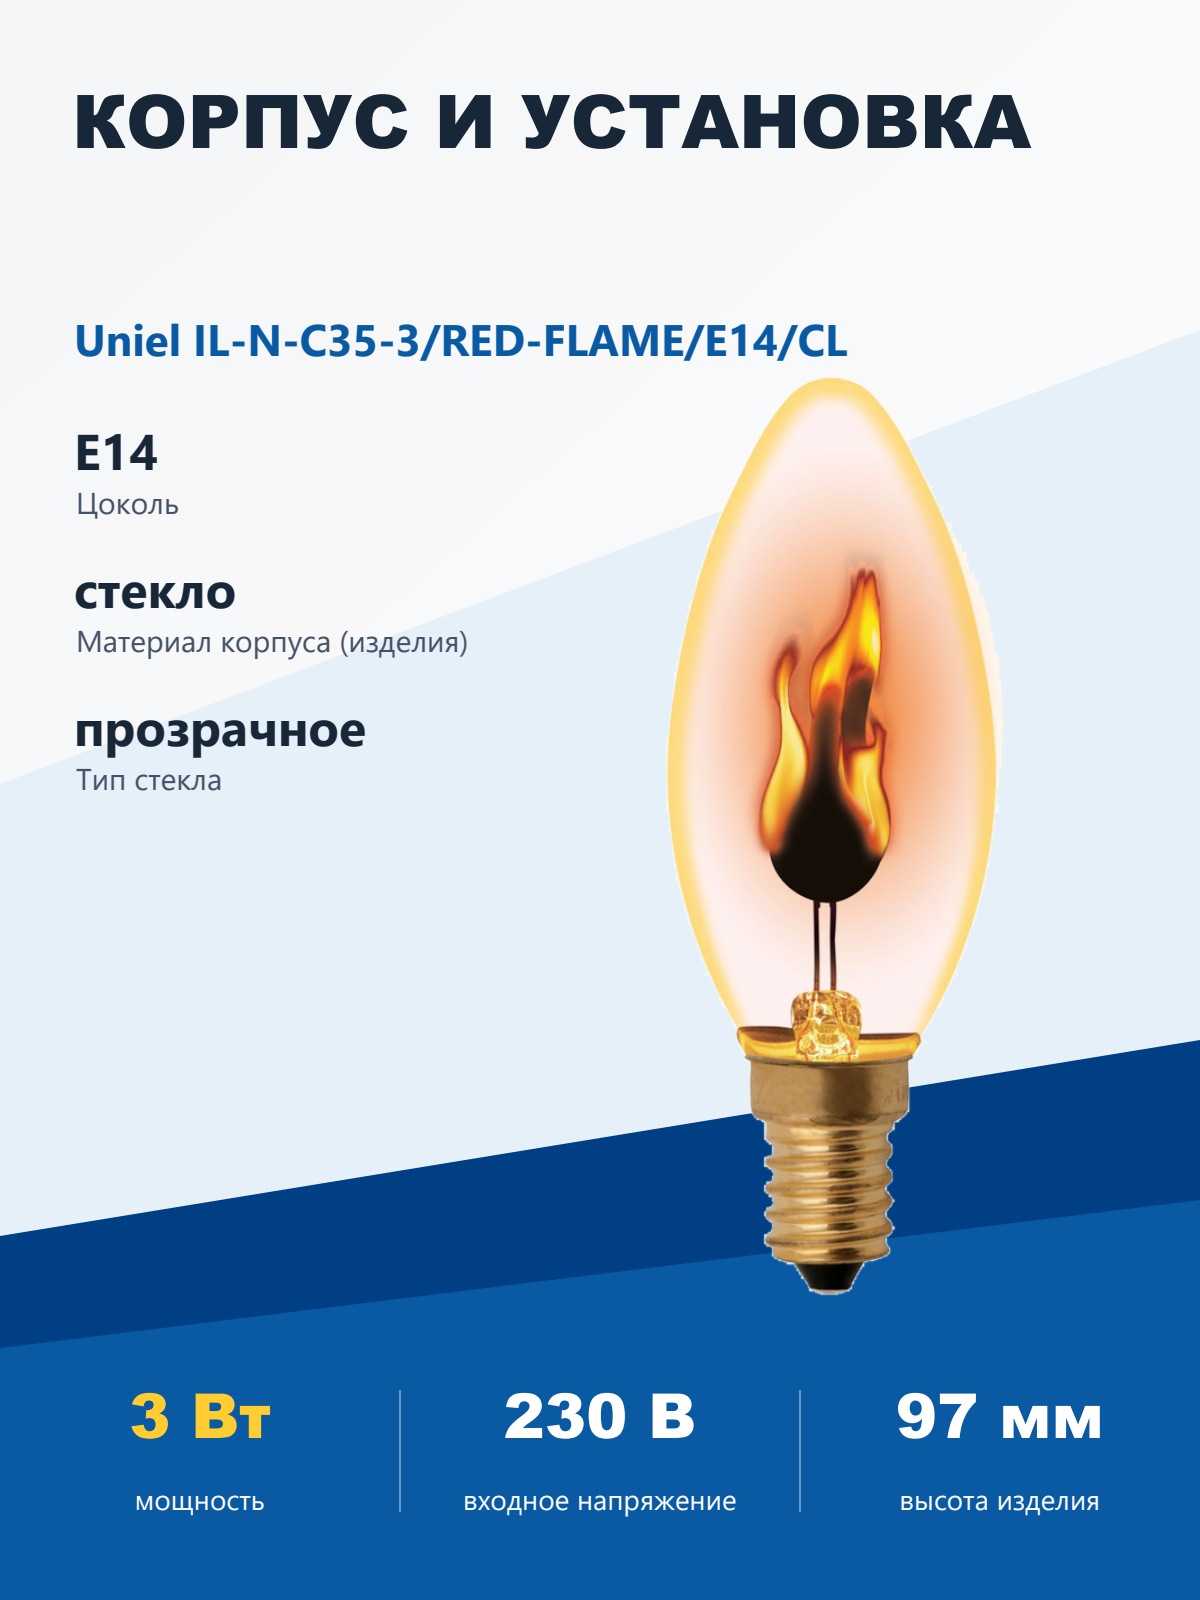 КОРПУС И УСТАНОВКА
Uniel IL-N-C35-3/RED-FLAME/E14/CL
E14
Цоколь
стекло
Материал корпуса (изделия)
прозрачное
Тип стекла
3 Вт
мощность
230 В
входное напряжение
97 мм
высота изделия